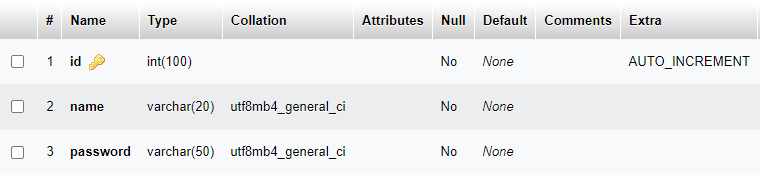 # Name Type Collation Attributes Null Default Comments Extra
1 id int(100) No None AUTO_INCREMENT
2 name varchar(20) utf8mb4_general_ci No None
3 password varchar(50) utf8mb4_general_ci No None